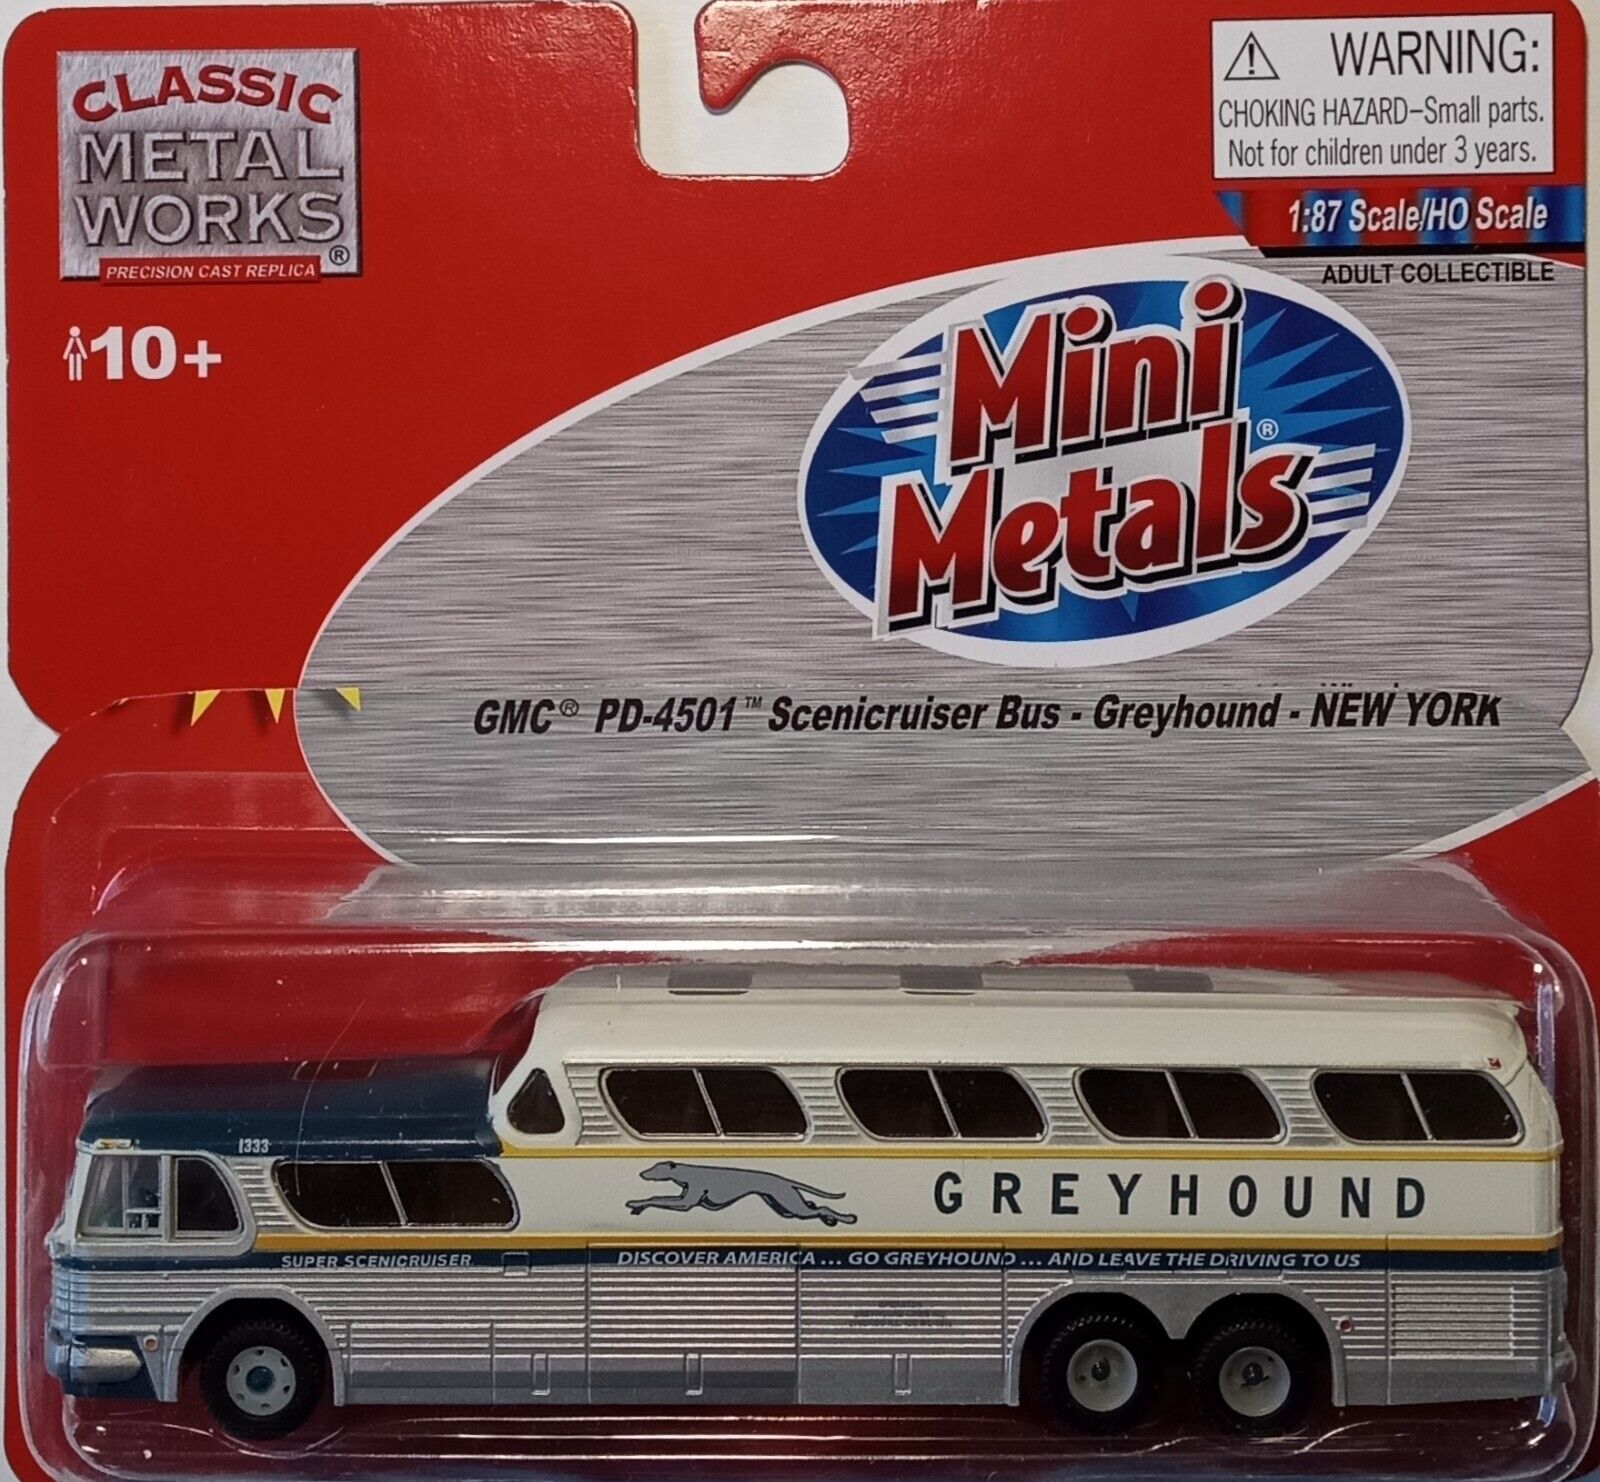 CLASSIC
METAL
WORKS®
PRECISION CAST REPLICA
10+
WARNING:
CHOKING HAZARD–Small parts.
Not for children under 3 years.
1:87 Scale/HO Scale
ADULT COLLECTIBLE
Mini
Metals®
GMC® PD-4501™ Scenicruiser Bus - Greyhound - NEW YORK
1333
GREYHOUND
SUPER SCENICRUISER
DISCOVER AMERICA ... GO GREYHOUND ... AND LEAVE THE DRIVING TO US